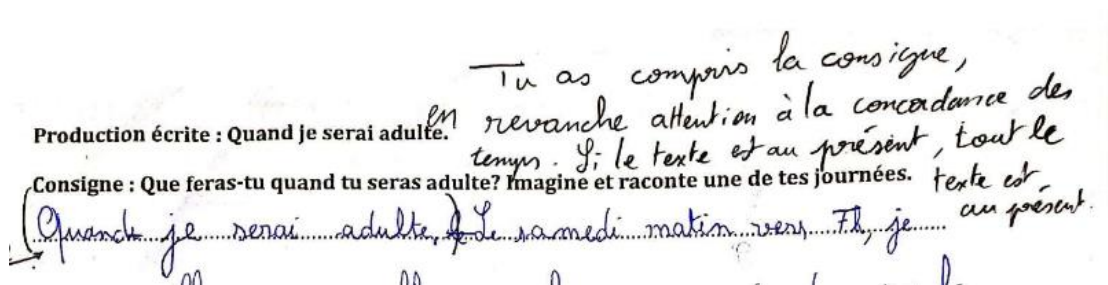 Tu as compris la consigne,
en revanche attention à la concordance des
temps. Si le texte est au présent, tout le
texte est
au présent.
Production écrite : Quand je serai adulte.
Consigne : Que feras-tu quand tu seras adulte? Imagine et raconte une de tes journées.
Quand je serai adulte, Le samedi matin vers 7h, je